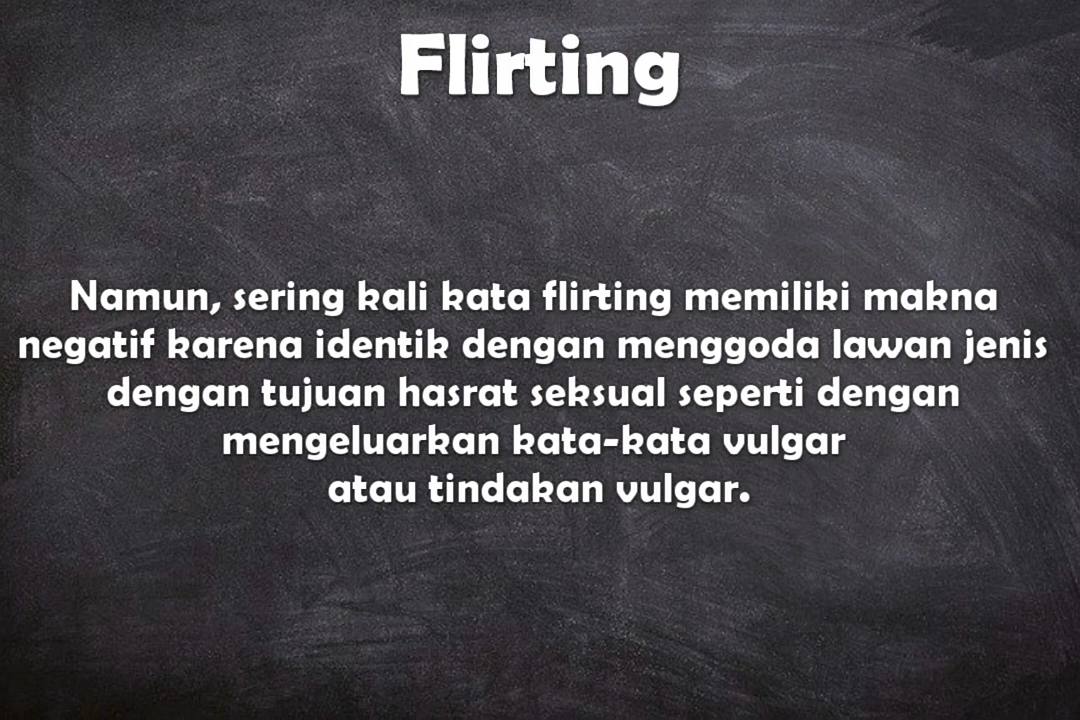 Flirting
Namun, sering kali kata flirting memiliki makna
negatif karena identik dengan menggoda lawan jenis
dengan tujuan hasrat seksual seperti dengan
mengeluarkan kata-kata vulgar
atau tindakan vulgar.